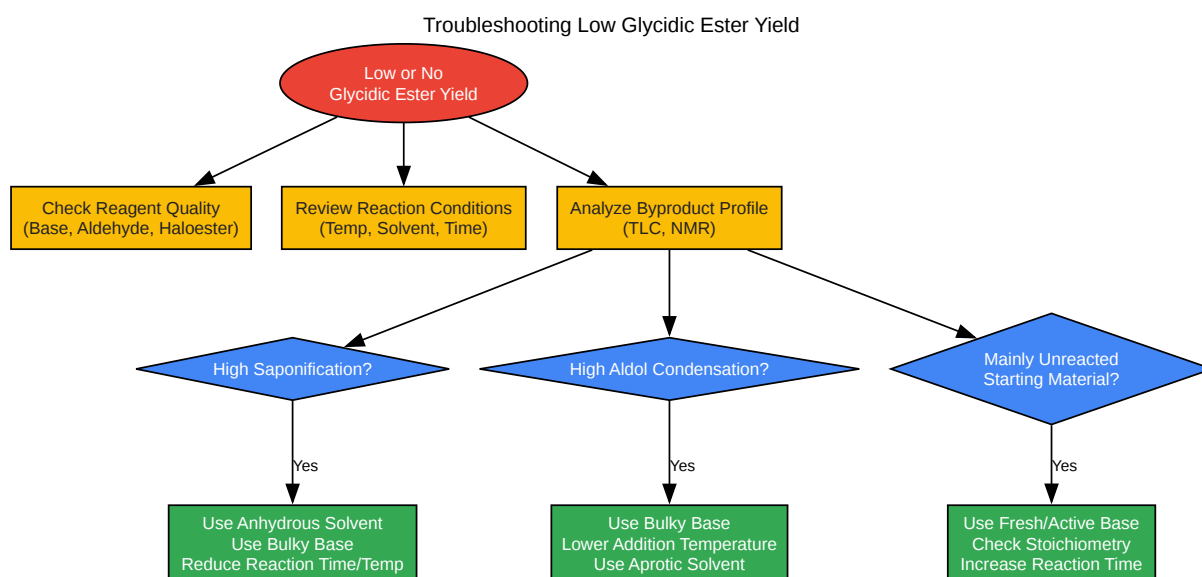 Troubleshooting Low Glycidic Ester Yield
Low or No
Glycidic Ester Yield
Check Reagent Quality
(Base, Aldehyde, Haloester)
Review Reaction Conditions
(Temp, Solvent, Time)
Analyze Byproduct Profile
(TLC, NMR)
High Saponification?
High Aldol Condensation?
Mainly Unreacted
Starting Material?
Yes
Yes
Yes
Use Anhydrous Solvent
Use Bulky Base
Reduce Reaction Time/Temp
Use Bulky Base
Lower Addition Temperature
Use Aprotic Solvent
Use Fresh/Active Base
Check Stoichiometry
Increase Reaction Time